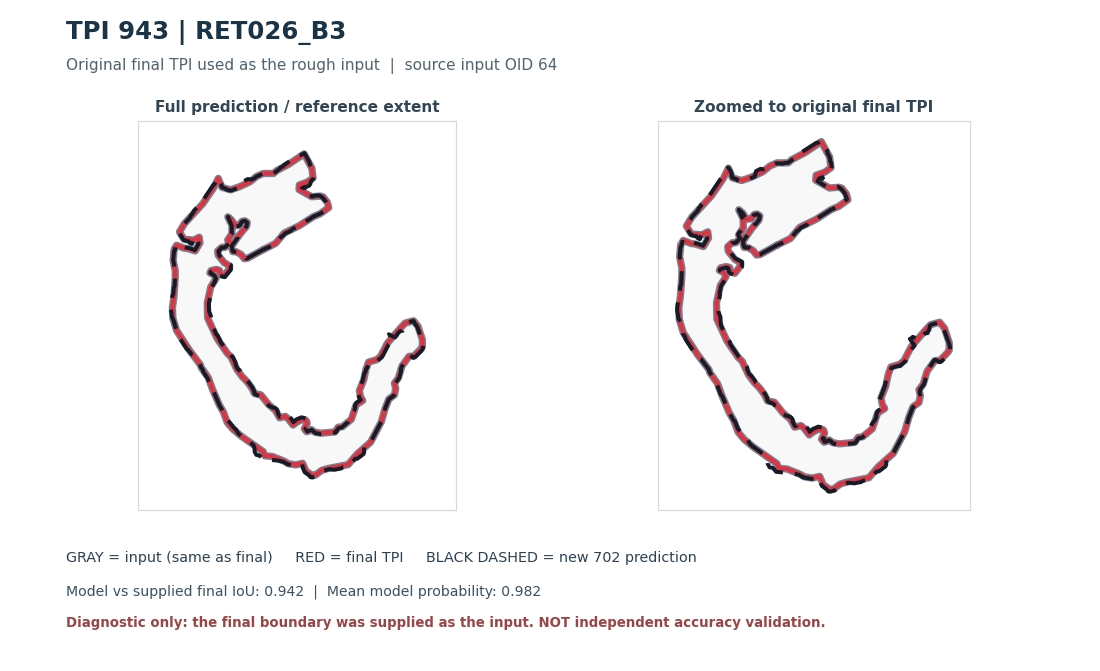 TPI 943 | RET026_B3
Original final TPI used as the rough input | source input OID 64
Full prediction / reference extent
Zoomed to original final TPI
GRAY = input (same as final) RED = final TPI BLACK DASHED = new 702 prediction
Model vs supplied final IoU: 0.942 | Mean model probability: 0.982
Diagnostic only: the final boundary was supplied as the input. NOT independent accuracy validation.